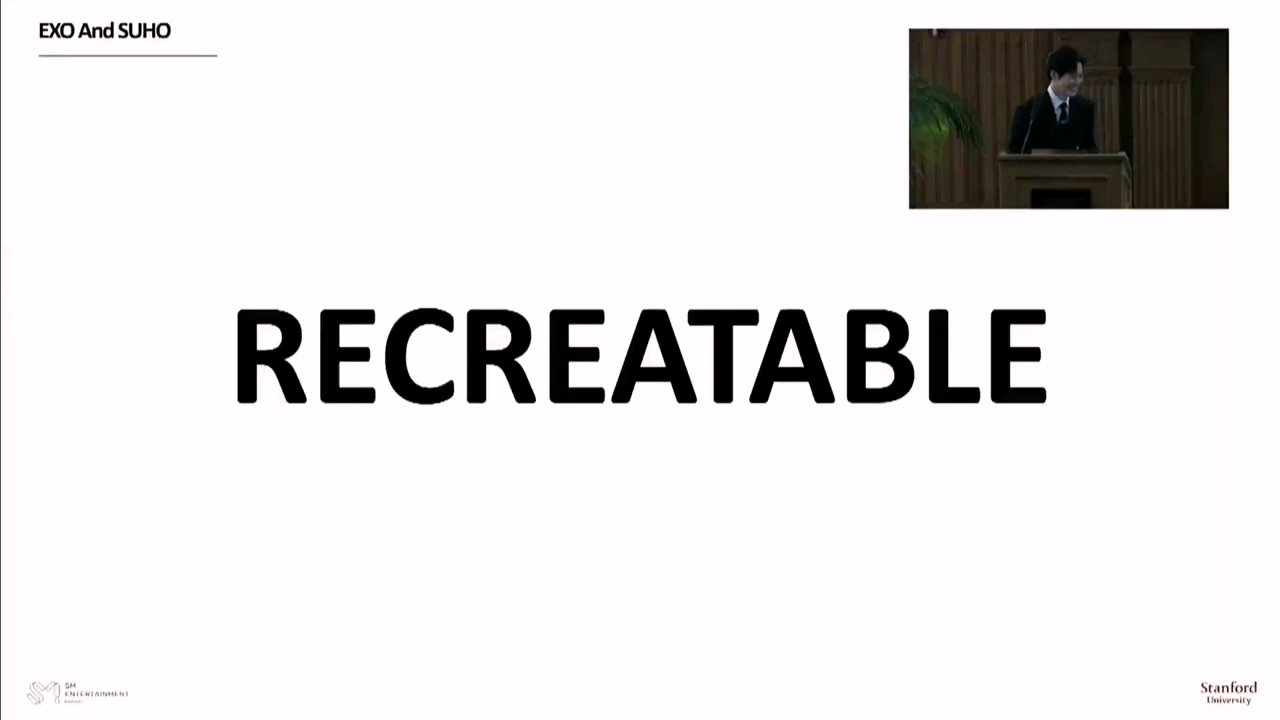 EXO And SUHO
RECREATABLE
SM
ENTERTAINMENT
Stanford
University